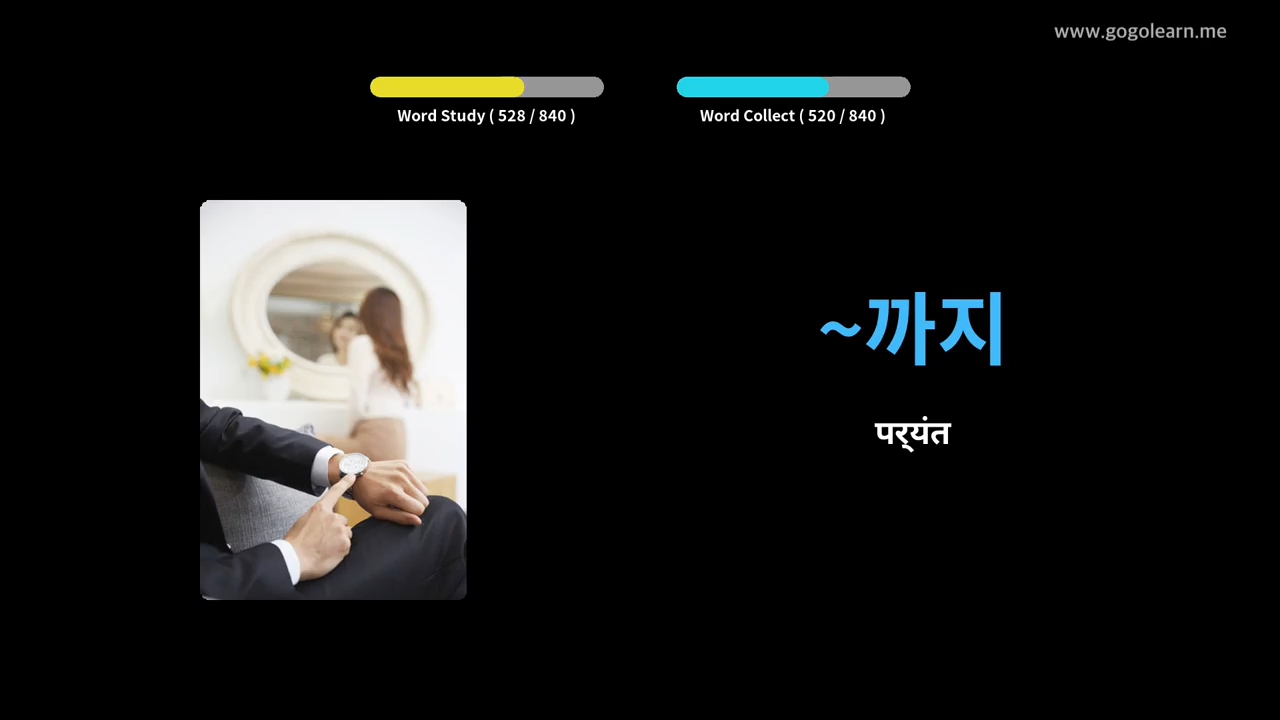 www.gogolearn.me
Word Study ( 528 / 840 )
Word Collect ( 520 / 840 )
~까지
पर्‍यंत